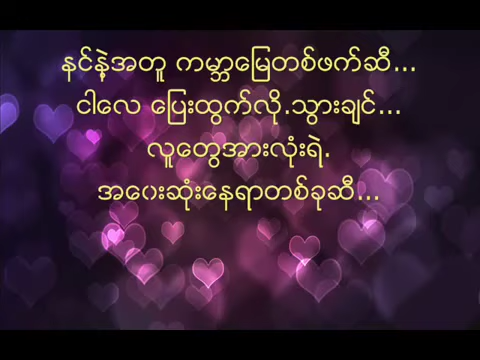 နင်နဲ့အတူ ကမ္ဘာမြေတစ်ဖက်ဆီ...
ငါလေ ပြေးထွက်လို့.သွားချင်...
လူတွေအားလုံးရဲ.
အဝေးဆုံးနေရာတစ်ခုဆီ...